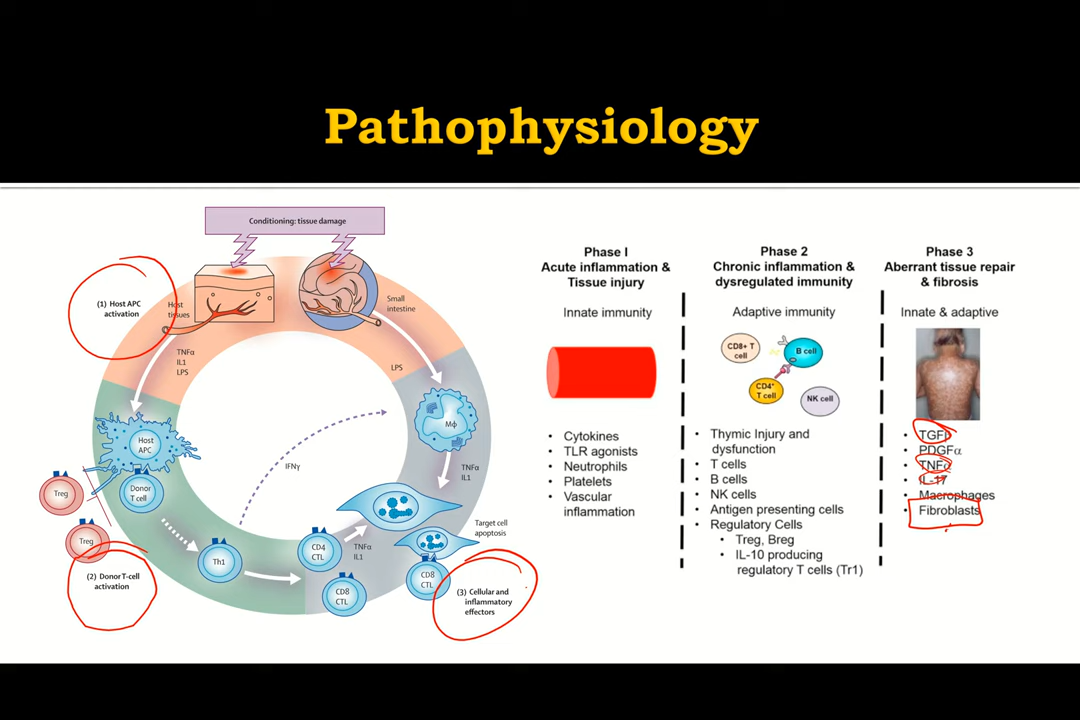 Pathophysiology
Conditioning: tissue damage
(1) Host APC
activation
Host
tissues
Small
intestine
TNFα
IL1
LPS
LPS
Host
APC
Mϕ
Treg
Donor
T cell
IFNγ
TNFα
IL1
Treg
Th1
CD4
CTL
TNFα
IL1
Target cell
apoptosis
(2) Donor T-cell
activation
CD8
CTL
CD8
CTL
(3) Cellular and
inflammatory
effectors
Phase I
Acute inflammation &
Tissue injury
Innate immunity
• Cytokines
• TLR agonists
• Neutrophils
• Platelets
• Vascular
inflammation
Phase 2
Chronic inflammation &
dysregulated immunity
Adaptive immunity
CD8+ T
cell
B cell
CD4+
T cell
NK cell
• Thymic Injury and
dysfunction
• T cells
• B cells
• NK cells
• Antigen presenting cells
• Regulatory Cells
• Treg, Breg
• IL-10 producing
regulatory T cells (Tr1)
Phase 3
Aberrant tissue repair
& fibrosis
Innate & adaptive
• TGFβ
• PDGFα
• TNFα
• IL-17
• Macrophages
• Fibroblasts